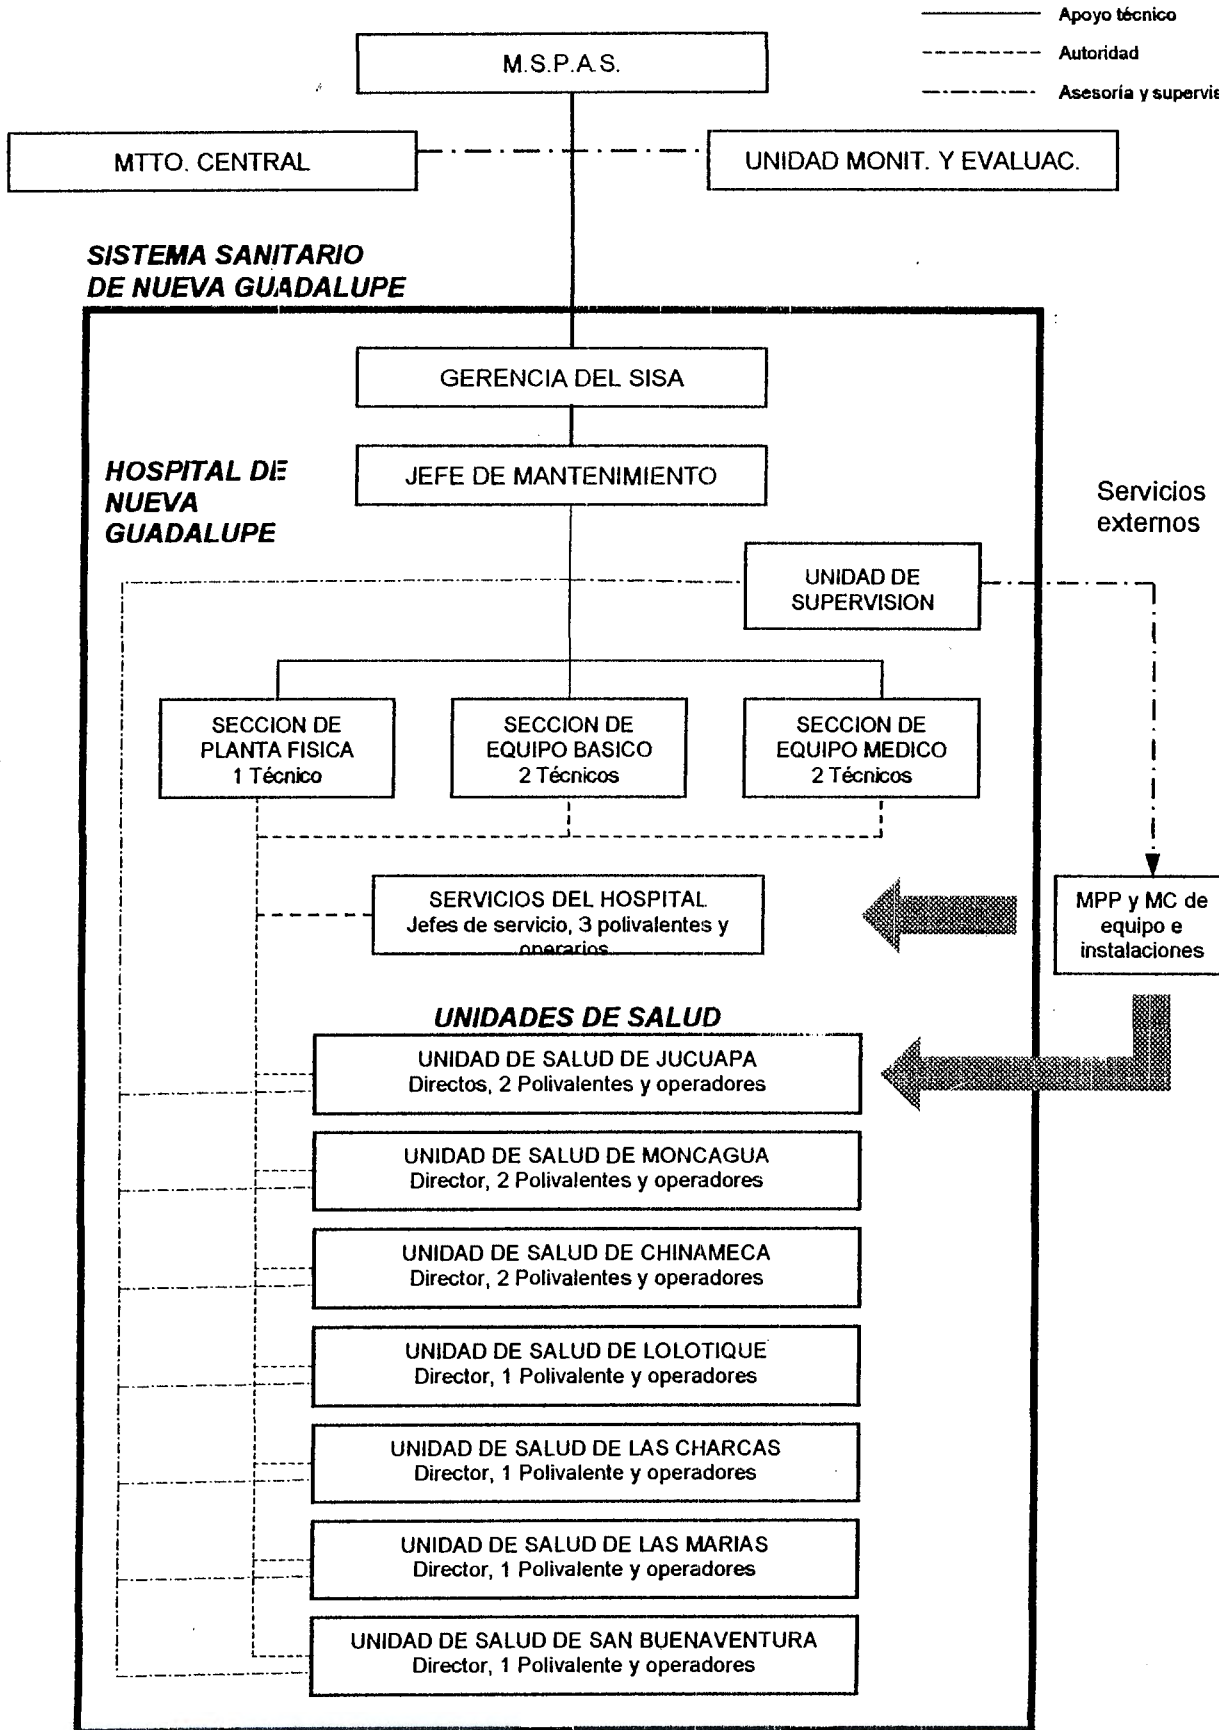 Apoyo técnico
M.S.P.A.S.
Autoridad
Asesoría y supervis
MTTO. CENTRAL
UNIDAD MONIT. Y EVALUAC.
SISTEMA SANITARIO
DE NUEVA GUADALUPE
GERENCIA DEL SISA
HOSPITAL DE
NUEVA
GUADALUPE
JEFE DE MANTENIMIENTO
Servicios
externos
UNIDAD DE
SUPERVISION
SECCION DE
PLANTA FISICA
1 Técnico
SECCION DE
EQUIPO BASICO
2 Técnicos
SECCION DE
EQUIPO MEDICO
2 Técnicos
SERVICIOS DEL HOSPITAL
Jefes de servicio, 3 polivalentes y
operarios
MPP y MC de
equipo e
instalaciones
UNIDADES DE SALUD
UNIDAD DE SALUD DE JUCUAPA
Directos, 2 Polivalentes y operadores
UNIDAD DE SALUD DE MONCAGUA
Director, 2 Polivalentes y operadores
UNIDAD DE SALUD DE CHINAMECA
Director, 2 Polivalentes y operadores
UNIDAD DE SALUD DE LOLOTIQUE
Director, 1 Polivalente y operadores
UNIDAD DE SALUD DE LAS CHARCAS
Director, 1 Polivalente y operadores
UNIDAD DE SALUD DE LAS MARIAS
Director, 1 Polivalente y operadores
UNIDAD DE SALUD DE SAN BUENAVENTURA
Director, 1 Polivalente y operadores